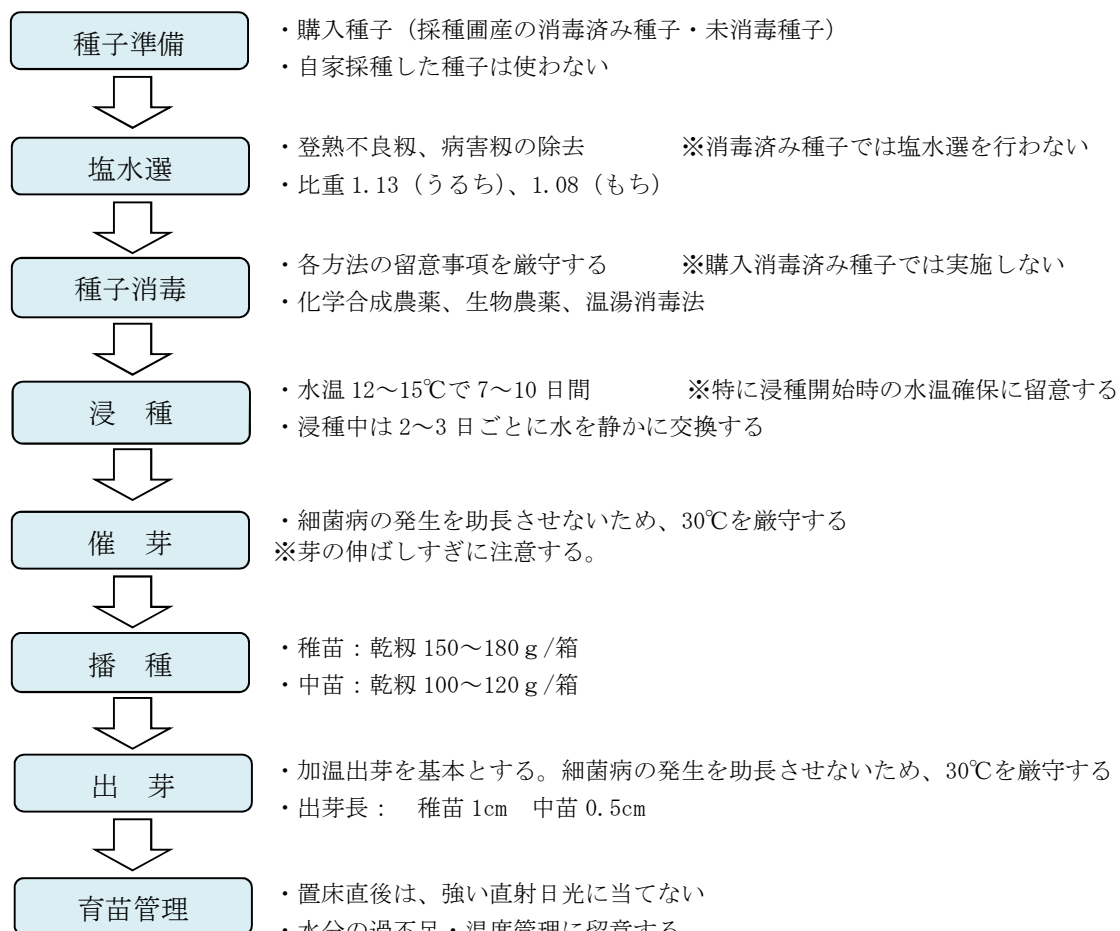 種子準備
・購入種子（採種圃産の消毒済み種子・未消毒種子）
・自家採種した種子は使わない
塩水選
・登熟不良籾、病害籾の除去　※消毒済み種子では塩水選を行わない
・比重 1.13（うるち）、1.08（もち）
種子消毒
・各方法の留意事項を厳守する　※購入消毒済み種子では実施しない
・化学合成農薬、生物農薬、温湯消毒法
浸　種
・水温 12～15℃で 7～10 日間　※特に浸種開始時の水温確保に留意する
・浸種中は 2～3 日ごとに水を静かに交換する
催　芽
・細菌病の発生を助長させないため、30℃を厳守する
※芽の伸ばしすぎに注意する。
播　種
・稚苗：乾籾 150～180ｇ/箱
・中苗：乾籾 100～120ｇ/箱
出　芽
・加温出芽を基本とする。細菌病の発生を助長させないため、30℃を厳守する
・出芽長：　稚苗 1cm　中苗 0.5cm
育苗管理
・置床直後は、強い直射日光に当てない
・水分の過不足・温度管理に留意する